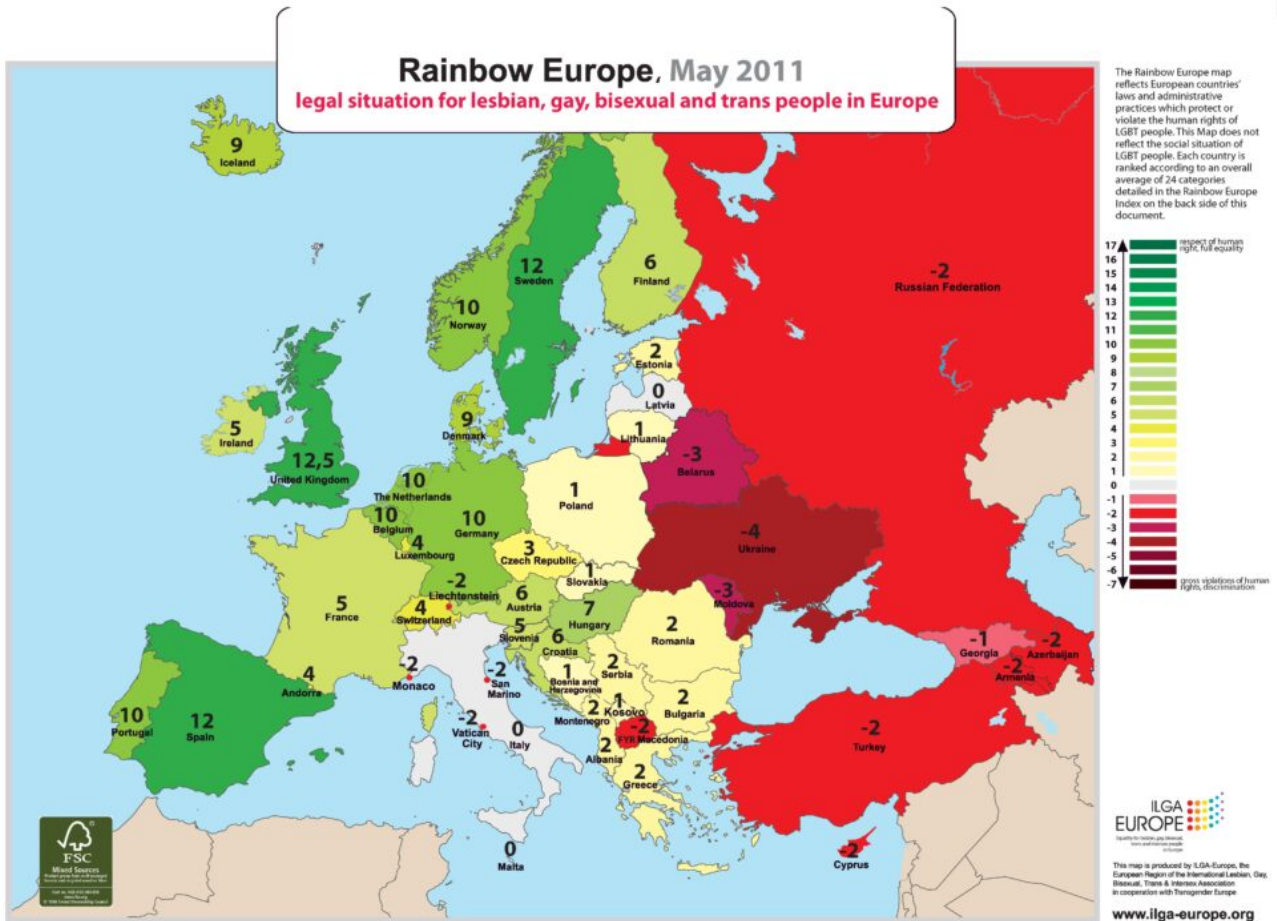 Rainbow Europe, May 2011
legal situation for lesbian, gay, bisexual and trans people in Europe
The Rainbow Europe map
reflects European countries'
laws and administrative
practices which protect or
violate the human rights of
LGBT people. This Map does not
reflect the social situation of
LGBT people. Each country is
ranked according to an overall
average of 24 categories
detailed in the Rainbow Europe
Index on the back side of this
document.
17
respect of human
right, full equality
16
15
14
13
12
11
10
9
8
7
6
5
4
3
2
1
0
-1
-2
-3
-4
-5
-6
-7
gross violations of human
rights, discrimination
9
Iceland
12
Sweden
6
Finland
-2
Russian Federation
10
Norway
2
Estonia
0
Latvia
1
Lithuania
5
Ireland
9
Denmark
-3
Belarus
12,5
United Kingdom
10
The Netherlands
10
Belgium
10
Germany
1
Poland
-4
Ukraine
4
Luxembourg
3
Czech Republic
1
Slovakia
-2
Liechtenstein
6
Austria
-3
Moldova
5
France
4
Switzerland
7
Hungary
5
Slovenia
6
Croatia
2
Romania
-1
Georgia
-2
Azerbaijan
-2
Armenia
4
Andorra
-2
Monaco
-2
San
Marino
1
Bosnia and
Herzegovina
2
Serbia
10
Portugal
12
Spain
-2
Vatican
City
0
Italy
2
Montenegro
1
Kosovo
2
Bulgaria
-2
FYR Macedonia
-2
Turkey
2
Albania
2
Greece
0
Malta
-2
Cyprus
FSC
Mixed Sources
ILGA
EUROPE
This map is produced by ILGA-Europe, the
European Region of the International Lesbian, Gay,
Bisexual, Trans & Intersex Association
in cooperation with Transgender Europe
www.ilga-europe.org